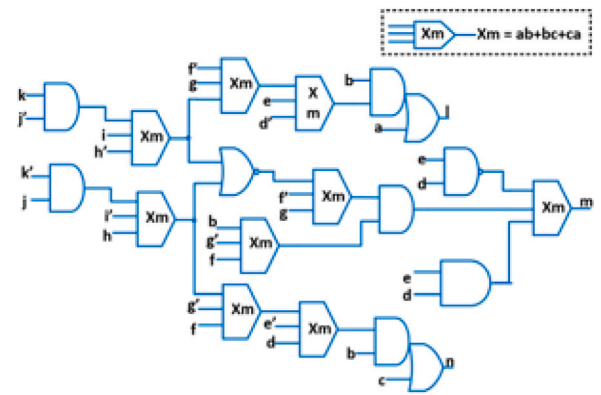 Xm
Xm = ab+bc+ca
f'
g
Xm
e
d'
X
m
b
a
l
k
j'
i
h'
Xm
k'
j
i'
h
Xm
f'
g
Xm
b
g'
f
Xm
e
d
e
d
Xm
m
g'
f
Xm
e'
d
Xm
b
c
n